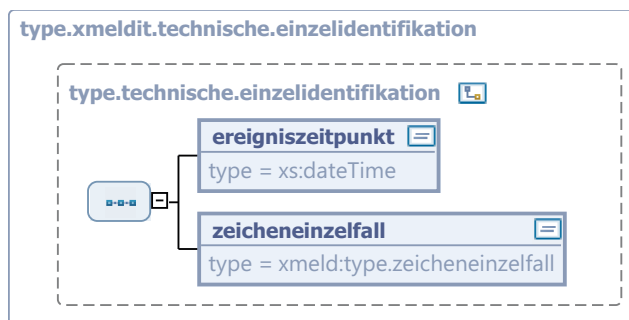 type.xmeldit.technische.einzelidentifikation
type.technische.einzelidentifikation
ereigniszeitpunkt
type = xs:dateTime
zeicheneinzelfall
type = xmeld:type.zeicheneinzelfall